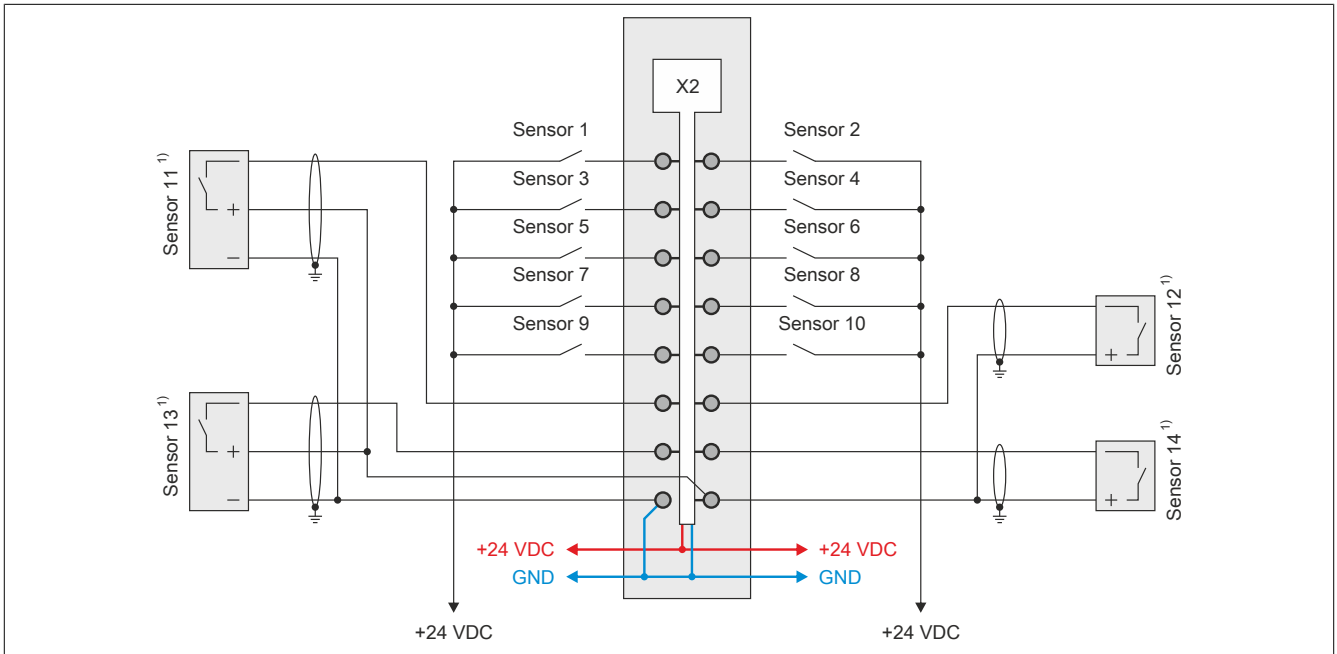 X2
Sensor 1
Sensor 2
Sensor 3
Sensor 4
Sensor 5
Sensor 6
Sensor 7
Sensor 8
Sensor 9
Sensor 10
Sensor 11 1)
+
−
Sensor 12 1)
+
Sensor 13 1)
+
−
Sensor 14 1)
+
+24 VDC
+24 VDC
GND
GND
+24 VDC
+24 VDC